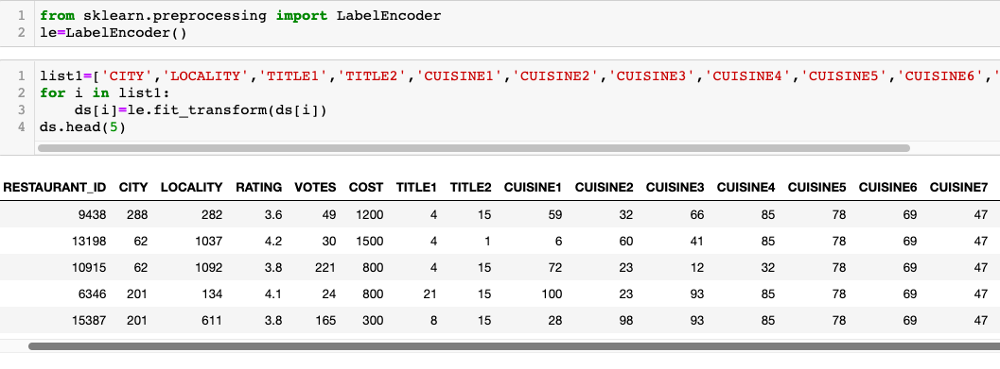 1 from sklearn.preprocessing import LabelEncoder
2 le=LabelEncoder()
1 list1=['CITY','LOCALITY','TITLE1','TITLE2','CUISINE1','CUISINE2','CUISINE3','CUISINE4','CUISINE5','CUISINE6','
2 for i in list1:
3     ds[i]=le.fit_transform(ds[i])
4 ds.head(5)
RESTAURANT_ID CITY LOCALITY RATING VOTES COST TITLE1 TITLE2 CUISINE1 CUISINE2 CUISINE3 CUISINE4 CUISINE5 CUISINE6 CUISINE7
9438 288 282 3.6 49 1200 4 15 59 32 66 85 78 69 47
13198 62 1037 4.2 30 1500 4 1 6 60 41 85 78 69 47
10915 62 1092 3.8 221 800 4 15 72 23 12 32 78 69 47
6346 201 134 4.1 24 800 21 15 100 23 93 85 78 69 47
15387 201 611 3.8 165 300 8 15 28 98 93 85 78 69 47